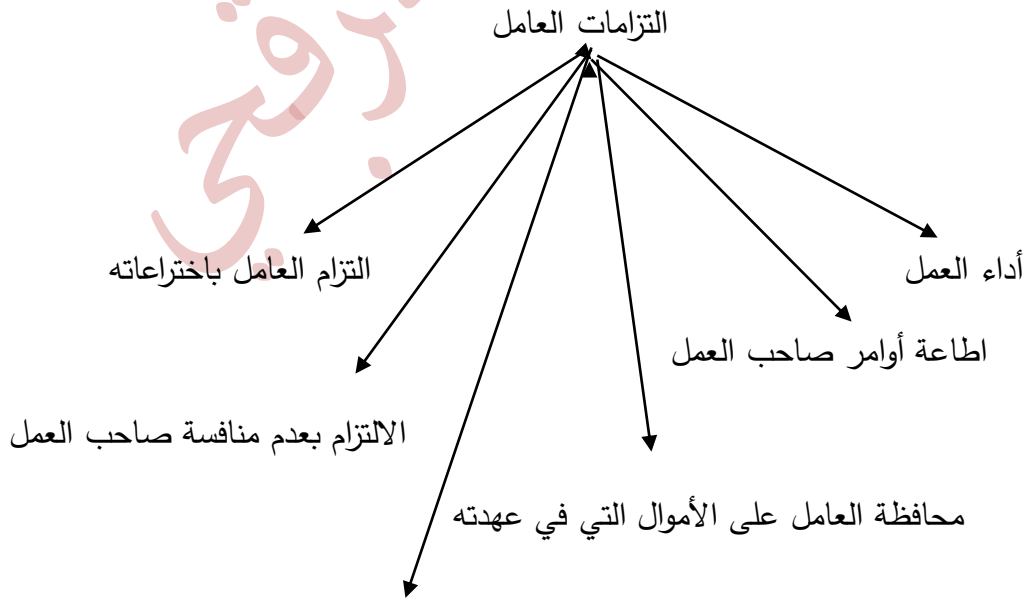 التزامات العامل
أداء العمل
التزام العامل باختراعاته
اطاعة أوامر صاحب العمل
الالتزام بعدم منافسة صاحب العمل
محافظة العامل على الأموال التي في عهدته